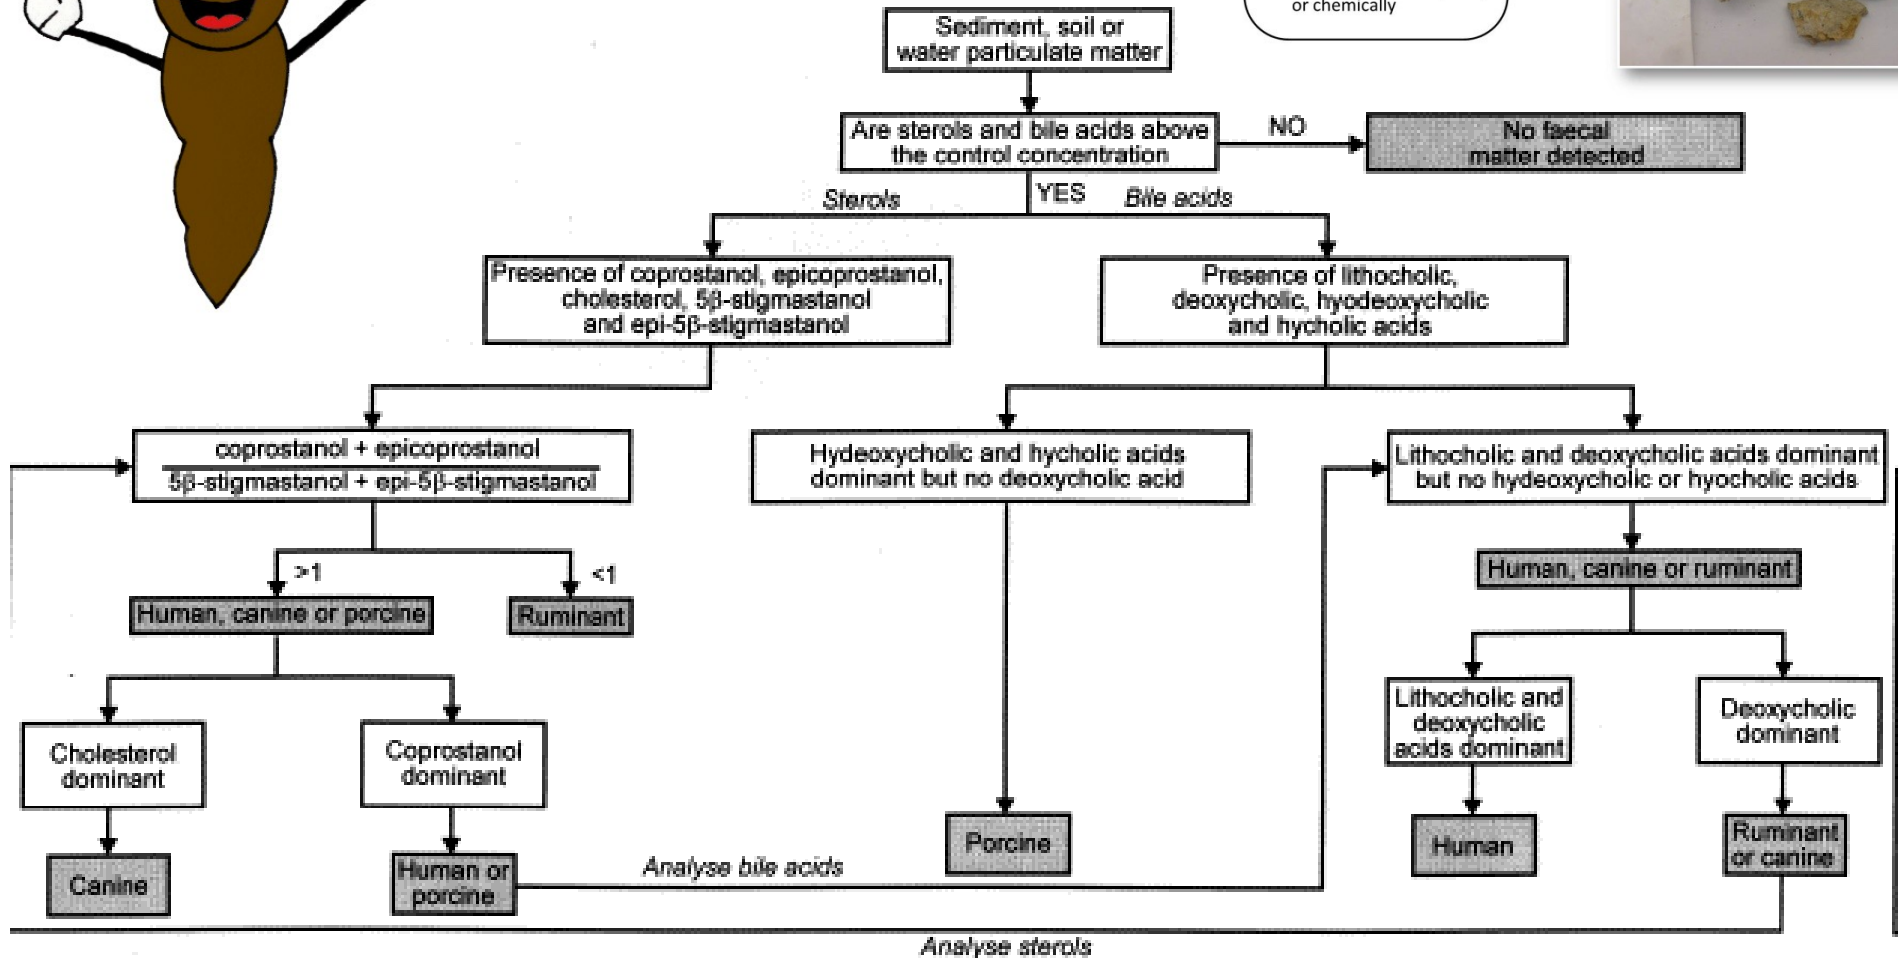 or chemically
Sediment, soil or
water particulate matter
Are sterols and bile acids above
the control concentration
NO
No faecal
matter detected
YES
Sterols
Bile acids
Presence of coprostanol, epicoprostanol,
cholesterol, 5β-stigmastanol
and epi-5β-stigmastanol
Presence of lithocholic,
deoxycholic, hyodeoxycholic
and hycholic acids
coprostanol + epicoprostanol
5β-stigmastanol + epi-5β-stigmastanol
Hydeoxycholic and hycholic acids
dominant but no deoxycholic acid
Lithocholic and deoxycholic acids dominant
but no hydeoxycholic or hyocholic acids
>1
<1
Human, canine or porcine
Ruminant
Human, canine or ruminant
Cholesterol
dominant
Coprostanol
dominant
Lithocholic and
deoxycholic
acids dominant
Deoxycholic
dominant
Canine
Human or
porcine
Analyse bile acids
Porcine
Human
Ruminant
or canine
Analyse sterols